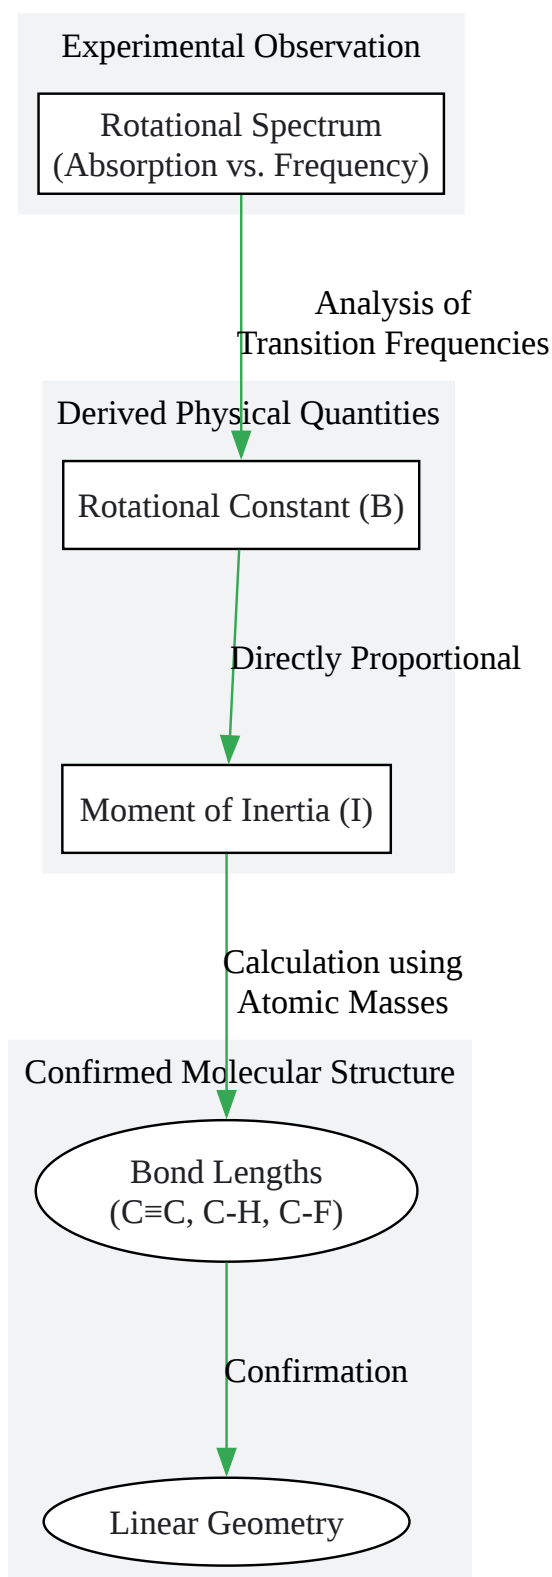 Experimental Observation
Rotational Spectrum
(Absorption vs. Frequency)
Analysis of
Transition Frequencies
Derived Physical Quantities
Rotational Constant (B)
Directly Proportional
Moment of Inertia (I)
Calculation using
Atomic Masses
Confirmed Molecular Structure
Bond Lengths
(C≡C, C-H, C-F)
Confirmation
Linear Geometry